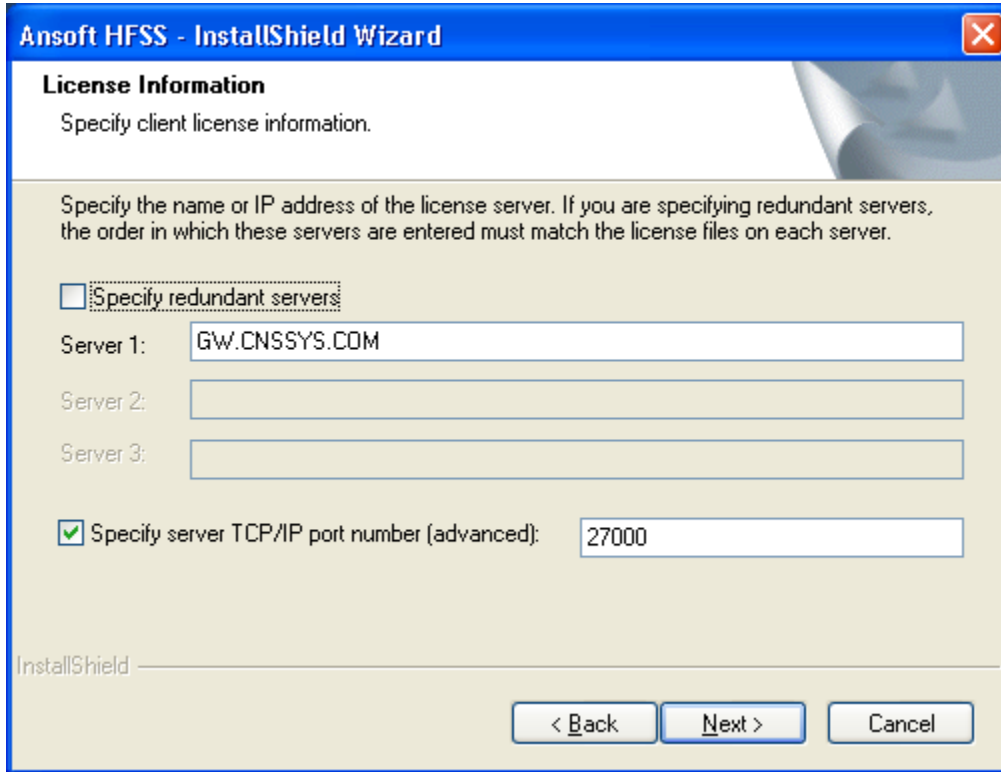 Ansoft HFSS - InstallShield Wizard
License Information
Specify client license information.
Specify the name or IP address of the license server. If you are specifying redundant servers,
the order in which these servers are entered must match the license files on each server.
Specify redundant servers
Server 1: GW.CNSSYS.COM
Server 2:
Server 3:
Specify server TCP/IP port number (advanced): 27000
InstallShield
< Back Next > Cancel